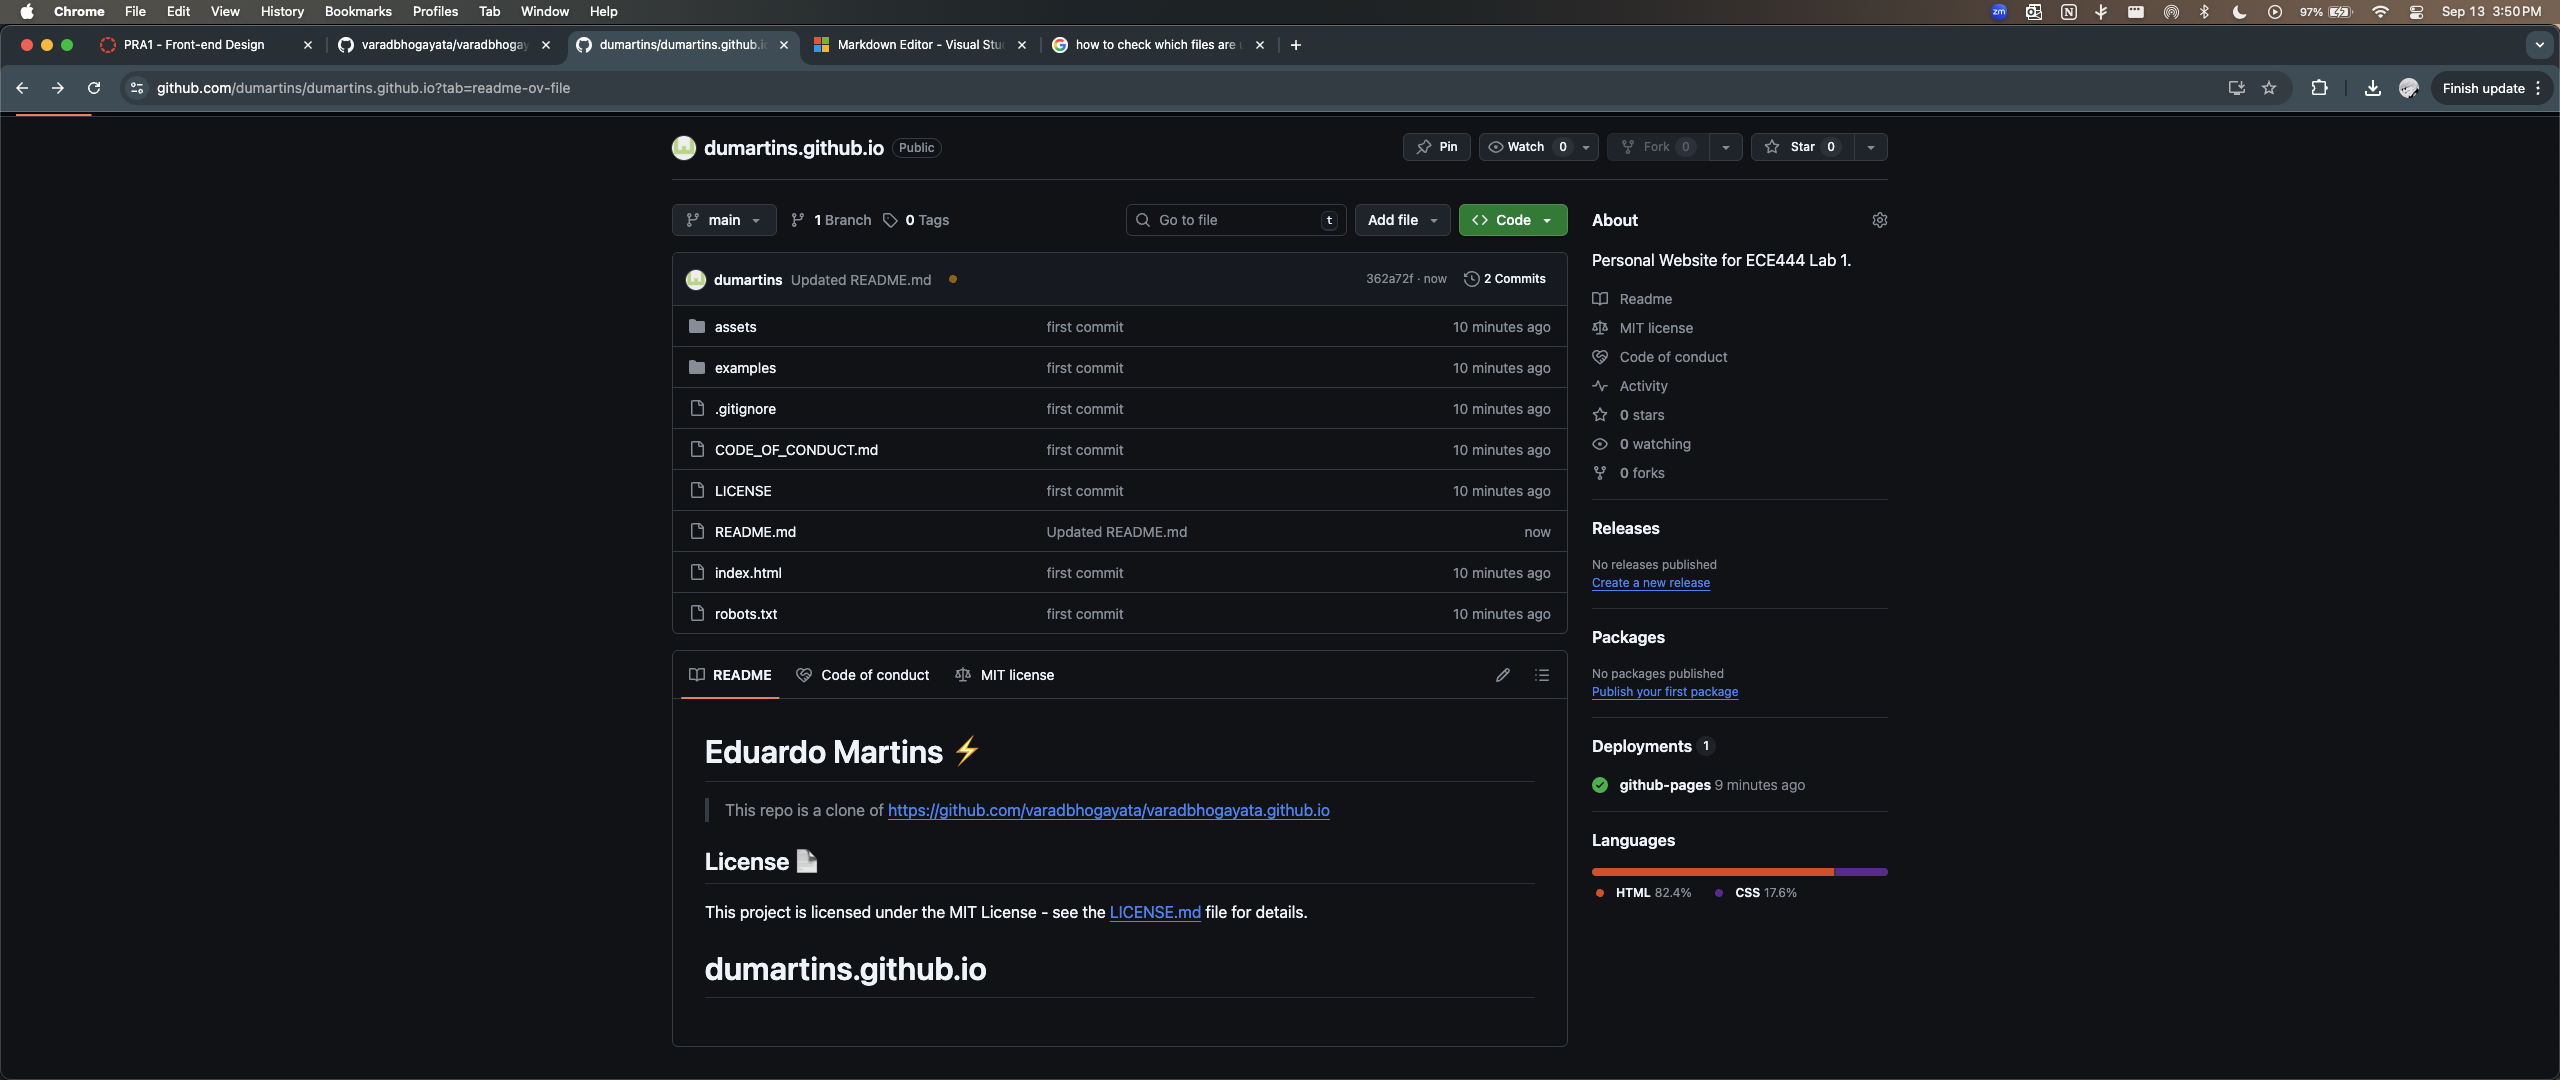 Chrome File Edit View History Bookmarks Profiles Tab Window Help zm N 97% Sep 13 3:50 PM
PRA1 - Front-end Design varadbhogayata/varadbhogay dumartins/dumartins.github.i Markdown Editor - Visual Stu how to check which files are
github.com/dumartins/dumartins.github.io?tab=readme-ov-file Finish update
dumartins.github.io Public Pin Watch 0 Fork 0 Star 0
main 1 Branch 0 Tags Go to file t Add file Code
dumartins Updated README.md 362a72f · now 2 Commits
assets first commit 10 minutes ago
examples first commit 10 minutes ago
.gitignore first commit 10 minutes ago
CODE_OF_CONDUCT.md first commit 10 minutes ago
LICENSE first commit 10 minutes ago
README.md Updated README.md now
index.html first commit 10 minutes ago
robots.txt first commit 10 minutes ago
README Code of conduct MIT license
Eduardo Martins ⚡
This repo is a clone of https://github.com/varadbhogayata/varadbhogayata.github.io
License 📄
This project is licensed under the MIT License - see the LICENSE.md file for details.
dumartins.github.io
About
Personal Website for ECE444 Lab 1.
Readme
MIT license
Code of conduct
Activity
0 stars
0 watching
0 forks
Releases
No releases published
Create a new release
Packages
No packages published
Publish your first package
Deployments 1
github-pages 9 minutes ago
Languages
HTML 82.4% CSS 17.6%